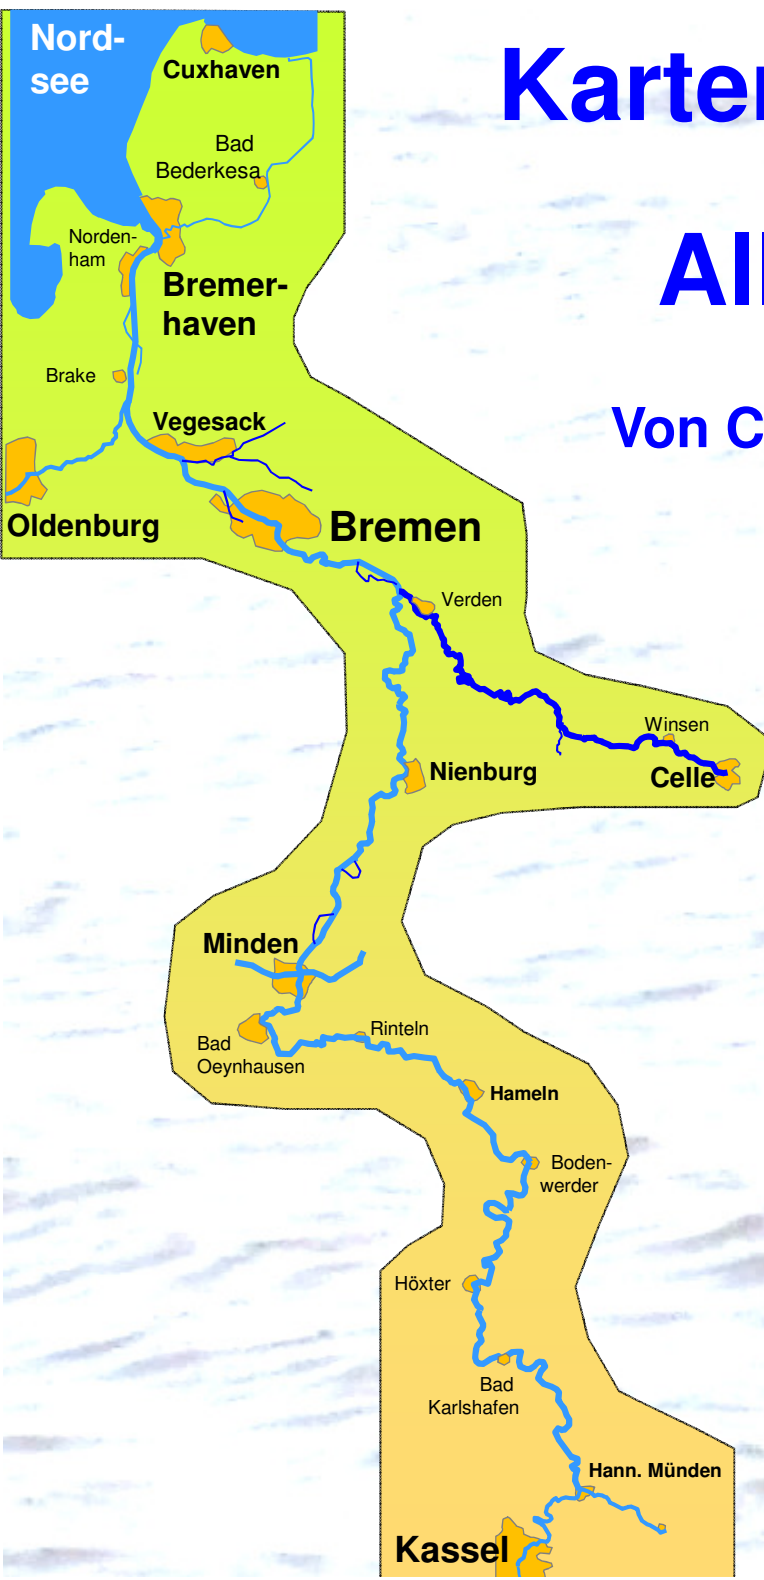 Nord-
see
Cuxhaven
Karten
Bad
Bederkesa
Norden-
ham
All
Bremer-
haven
Brake
Vegesack
Von C
Oldenburg
Bremen
Verden
Winsen
Nienburg
Celle
Minden
Rinteln
Bad
Oeynhausen
Hameln
Boden-
werder
Höxter
Bad
Karlshafen
Hann. Münden
Kassel